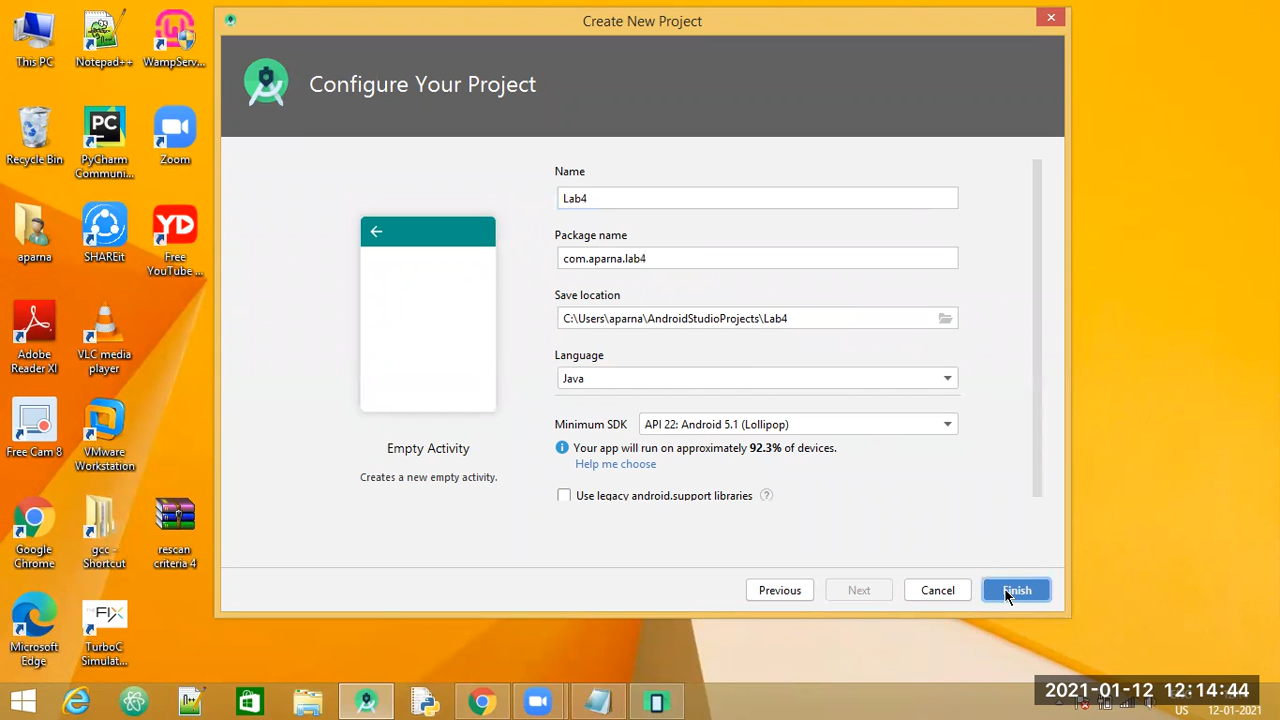 This PC
Notepad++
WampServ...
Recycle Bin
PC
PyCharm
Communi...
Zoom
aparna
SHAREit
YD
Free
YouTube ...
Adobe
Reader XI
VLC media
player
Free Cam 8
VMware
Workstation
Google
Chrome
gcc -
Shortcut
rescan
criteria 4
Microsoft
Edge
THE FIX
TurboC
Simulat...
Create New Project
Configure Your Project
Name
Lab4
Package name
com.aparna.lab4
Save location
C:\Users\aparna\AndroidStudioProjects\Lab4
Language
Java
Minimum SDK
API 22: Android 5.1 (Lollipop)
Your app will run on approximately 92.3% of devices.
Help me choose
Use legacy android.support libraries
Empty Activity
Creates a new empty activity.
Previous
Next
Cancel
Finish
2021-01-12 12:14:44
US
12-01-2021